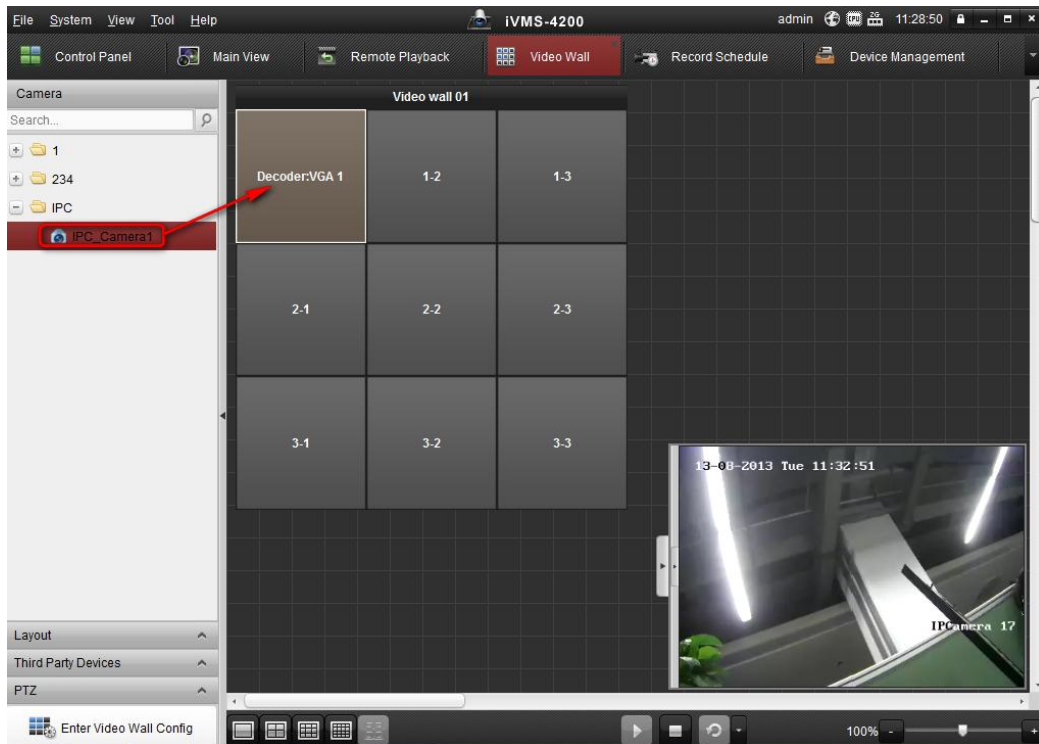 File System View Tool Help iVMS-4200 admin CPU 2G 11:28:50
Control Panel Main View Remote Playback Video Wall Record Schedule Device Management
Camera
Video wall 01
Search...
1
234
IPC
IPC_Camera1
Decoder:VGA 1 1-2 1-3
2-1 2-2 2-3
3-1 3-2 3-3
13-08-2013 Tue 11:32:51
IPCamera 17
Layout
Third Party Devices
PTZ
Enter Video Wall Config
100% - +